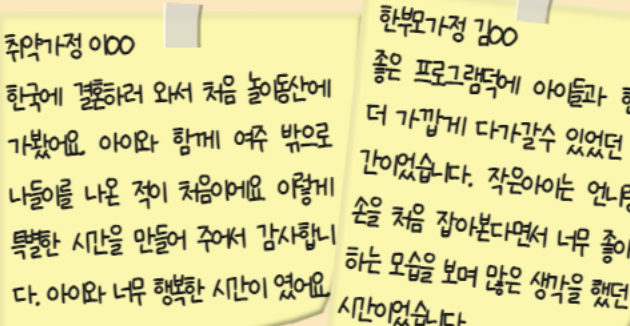 취약가정 이OO
한국에 결혼하러 와서 처음 놀이동산에
가봤어요. 아이와 함께 여주 밖으로
나들이를 나온 적이 처음이에요 이렇게
특별한 시간을 만들어 주어서 감사합니
다. 아이와 너무 행복한 시간이 였어요
한부모가정 김OO
좋은 프로그램덕에 아이들과
더 가깝게 다가갈수 있었던
간이었습니다. 작은아이는
손을 처음 잡아본다면서 너무
하는 모습을 보며 많은 생각을 했던
시간이었습니다